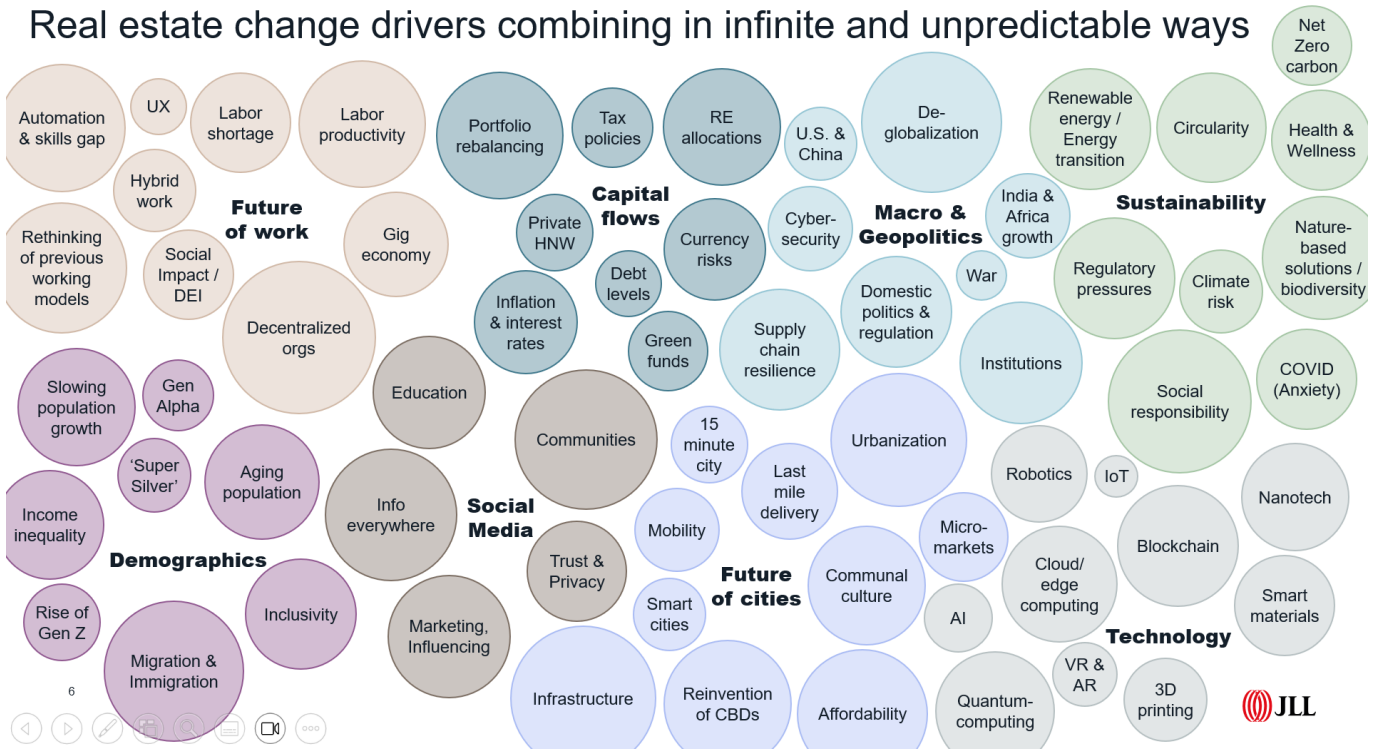 Real estate change drivers combining in infinite and unpredictable ways
Automation
& skills gap
UX
Labor
shortage
Labor
productivity
Hybrid
work
Future
of work
Rethinking
of previous
working
models
Social
Impact /
DEI
Gig
economy
Decentralized
orgs
Portfolio
rebalancing
Tax
policies
RE
allocations
Capital
flows
Private
HNW
Currency
risks
Debt
levels
Inflation
& interest
rates
Green
funds
U.S. &
China
De-
globalization
Cyber-
security
Macro &
Geopolitics
India &
Africa
growth
War
Domestic
politics &
regulation
Supply
chain
resilience
Institutions
Net
Zero
carbon
Renewable
energy /
Energy
transition
Circularity
Health &
Wellness
Sustainability
Nature-
based
solutions /
biodiversity
Regulatory
pressures
Climate
risk
Social
responsibility
COVID
(Anxiety)
Slowing
population
growth
Gen
Alpha
'Super
Silver'
Aging
population
Income
inequality
Demographics
Rise of
Gen Z
Inclusivity
Migration &
Immigration
Education
Communities
Info
everywhere
Social
Media
Trust &
Privacy
Marketing,
Influencing
15
minute
city
Urbanization
Last
mile
delivery
Mobility
Micro-
markets
Future
of cities
Communal
culture
Smart
cities
Infrastructure
Reinvention
of CBDs
Affordability
Robotics
IoT
Nanotech
Blockchain
Cloud/
edge
computing
Smart
materials
AI
Technology
VR &
AR
Quantum-
computing
3D
printing
6
JLL